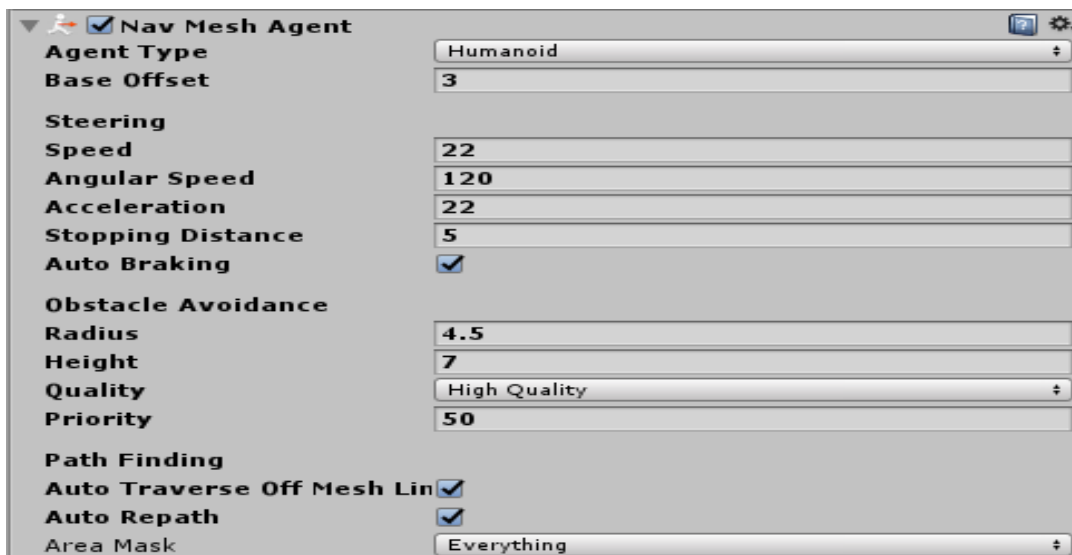 Nav Mesh Agent
Agent Type Humanoid
Base Offset 3
Steering
Speed 22
Angular Speed 120
Acceleration 22
Stopping Distance 5
Auto Braking
Obstacle Avoidance
Radius 4.5
Height 7
Quality High Quality
Priority 50
Path Finding
Auto Traverse Off Mesh Lin
Auto Repath
Area Mask Everything